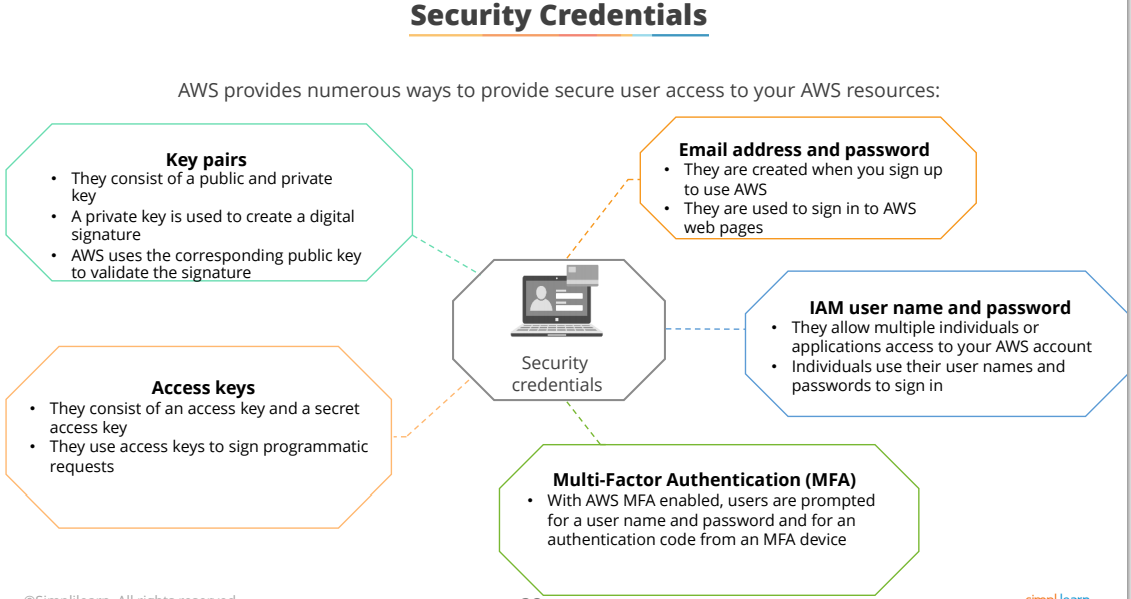 Security Credentials
AWS provides numerous ways to provide secure user access to your AWS resources:
Key pairs
• They consist of a public and private
key
• A private key is used to create a digital
signature
• AWS uses the corresponding public key
to validate the signature
Email address and password
• They are created when you sign up
to use AWS
• They are used to sign in to AWS
web pages
Security
credentials
IAM user name and password
• They allow multiple individuals or
applications access to your AWS account
• Individuals use their user names and
passwords to sign in
Access keys
• They consist of an access key and a secret
access key
• They use access keys to sign programmatic
requests
Multi-Factor Authentication (MFA)
• With AWS MFA enabled, users are prompted
for a user name and password and for an
authentication code from an MFA device
©Simplilearn. All rights reserved
simplilearn